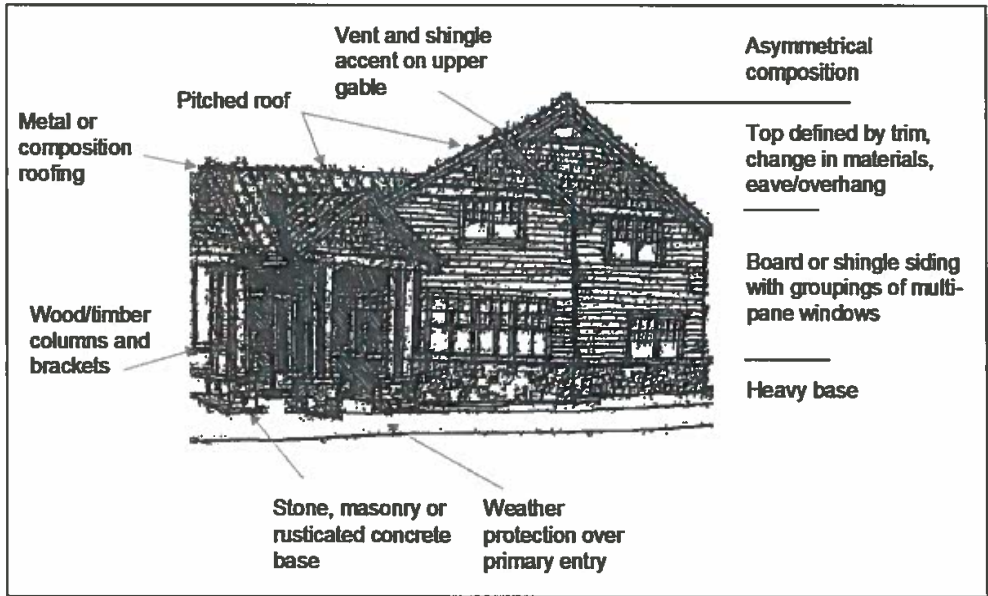 Vent and shingle
accent on upper
gable
Asymmetrical
composition
Pitched roof
Metal or
composition
roofing
Top defined by trim,
change in materials,
eave/overhang
Board or shingle siding
with groupings of multi-
pane windows
Wood/timber
columns and
brackets
Heavy base
Stone, masonry or
rusticated concrete
base
Weather
protection over
primary entry